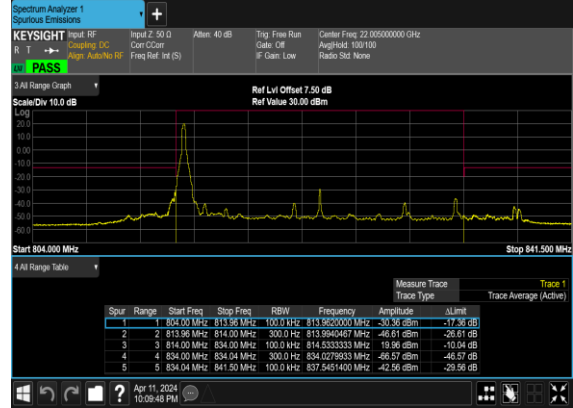 Spectrum Analyzer 1
Spurious Emissions
+
KEYSIGHT Input: RF Input Z: 50 Ω Atten: 40 dB Trig: Free Run Center Freq: 22.005000000 GHz
R T Coupling: DC Corr CCorr Gate: Off Avg|Hold: 100/100
Align: Auto/No RF Freq Ref: Int (S) IF Gain: Low Radio Std: None
PASS
3 All Range Graph
Ref Lvl Offset 7.50 dB
Scale/Div 10.0 dB Ref Value 30.00 dBm
Log
20.0
10.0
0.00
-10.0
-20.0
-30.0
-40.0
-50.0
-60.0
Start 804.000 MHz Stop 841.500 MHz
4 All Range Table
Measure Trace Trace 1
Trace Type Trace Average (Active)
Spur Range Start Freq Stop Freq RBW Frequency Amplitude ΔLimit
1 1 804.00 MHz 813.96 MHz 100.0 kHz 813.9620000 MHz -30.36 dBm -17.36 dB
2 2 813.96 MHz 814.00 MHz 300.0 Hz 813.9940467 MHz -46.61 dBm -26.61 dB
3 3 814.00 MHz 834.00 MHz 100.0 kHz 814.5333333 MHz 19.96 dBm -10.04 dB
4 4 834.00 MHz 834.04 MHz 300.0 Hz 834.0279933 MHz -66.57 dBm -46.57 dB
5 5 834.04 MHz 841.50 MHz 100.0 kHz 837.5451400 MHz -42.56 dBm -29.56 dB
?
Apr 11, 2024
10:09:48 PM